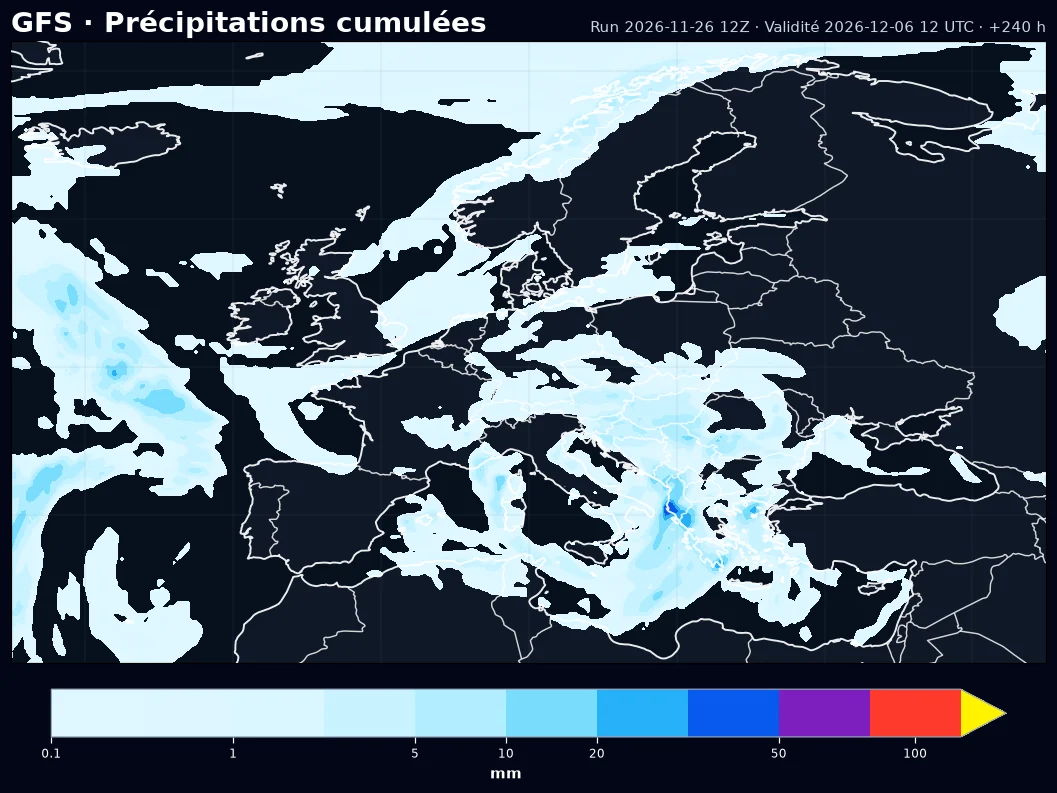 GFS · Précipitations cumulées
Run 2026-11-26 12Z · Validité 2026-12-06 12 UTC · +240 h
0.1 1 5 10 20 50 100
mm